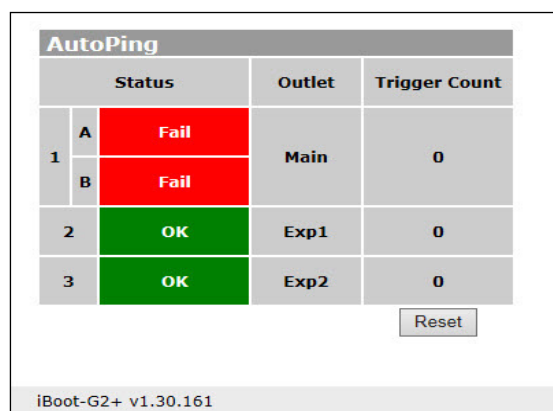 AutoPing
Status Outlet Trigger Count
1 A Fail Main 0
B Fail
2 OK Exp1 0
3 OK Exp2 0
Reset
iBoot-G2+ v1.30.161